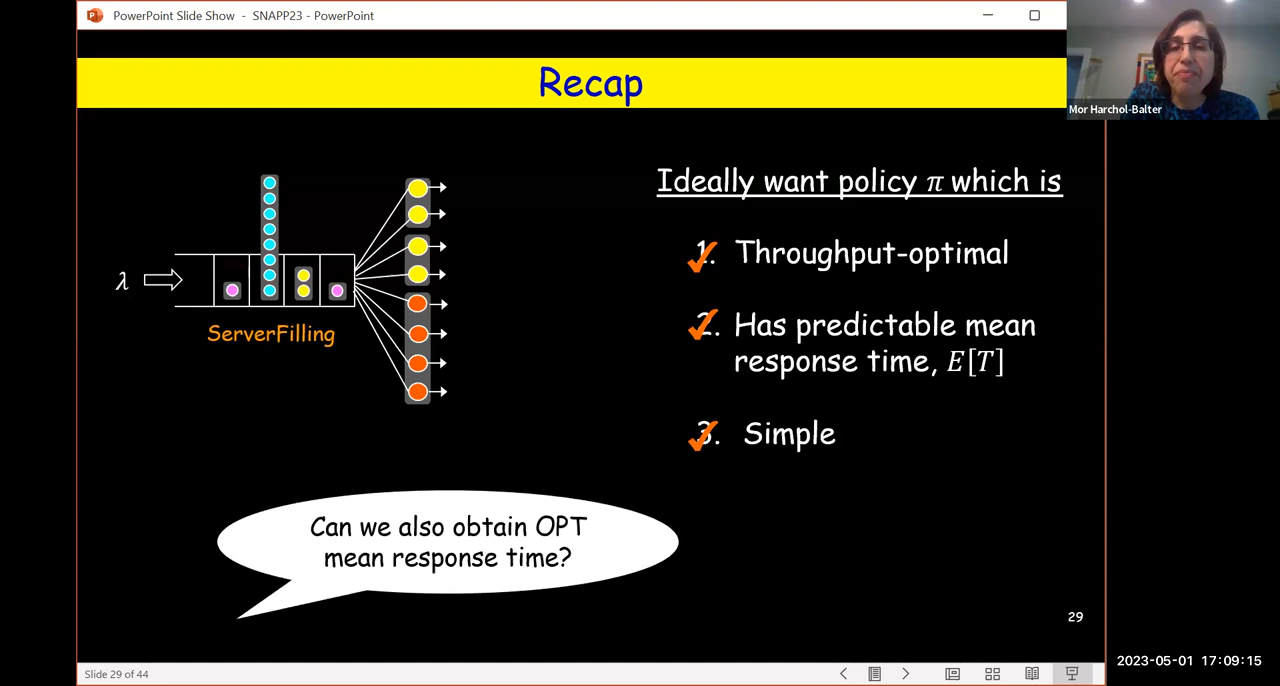 PowerPoint Slide Show - SNAPP23 - PowerPoint
Mor Harchol-Balter
Recap
λ
ServerFilling
Ideally want policy π which is
1. Throughput-optimal
2. Has predictable mean
response time, E[T]
3. Simple
Can we also obtain OPT
mean response time?
29
Slide 29 of 44
2023-05-01 17:09:15